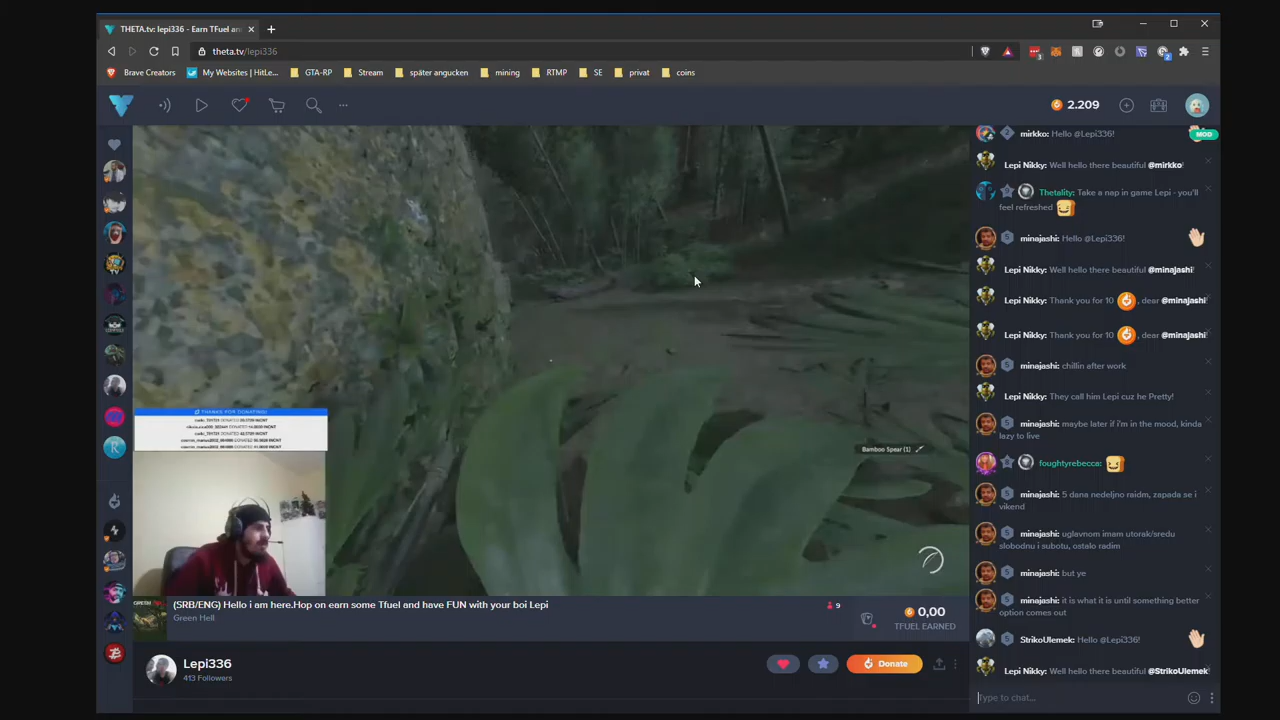 THETA.tv: lepi336 - Earn TFuel an
theta.tv/lepi336
3
2
Brave Creators
My Websites | HitLe...
GTA-RP
Stream
später angucken
mining
RTMP
SE
privat
coins
2.209
mirkko: Hello @Lepi336!
MOD
Lepi Nikky: Well hello there beautiful @mirkko!
Thetality: Take a nap in game Lepi - you'll
feel refreshed
minajashi: Hello @Lepi336!
Lepi Nikky: Well hello there beautiful @minajashi!
Lepi Nikky: Thank you for 10 , dear @minajashi!
Lepi Nikky: Thank you for 10 , dear @minajashi!
minajashi: chillin after work
Lepi Nikky: They call him Lepi cuz he Pretty!
minajashi: maybe later if i'm in the mood, kinda
lazy to live
foughtyrebecca:
minajashi: 5 dana nedeljno raidm, zapada se i
vikend
minajashi: uglavnom imam utorak/sredu
slobodnu i subotu, ostalo radim
minajashi: but ye
minajashi: it is what it is until something better
option comes out
StrikoUlemek: Hello @Lepi336!
Lepi Nikky: Well hello there beautiful @StrikoUlemek!
Type to chat...
THANKS FOR DONATING!
Bamboo Spear (1)
(SRB/ENG) Hello i am here.Hop on earn some Tfuel and have FUN with your boi Lepi
Green Hell
9
0,00
TFUEL EARNED
Lepi336
413 Followers
Donate